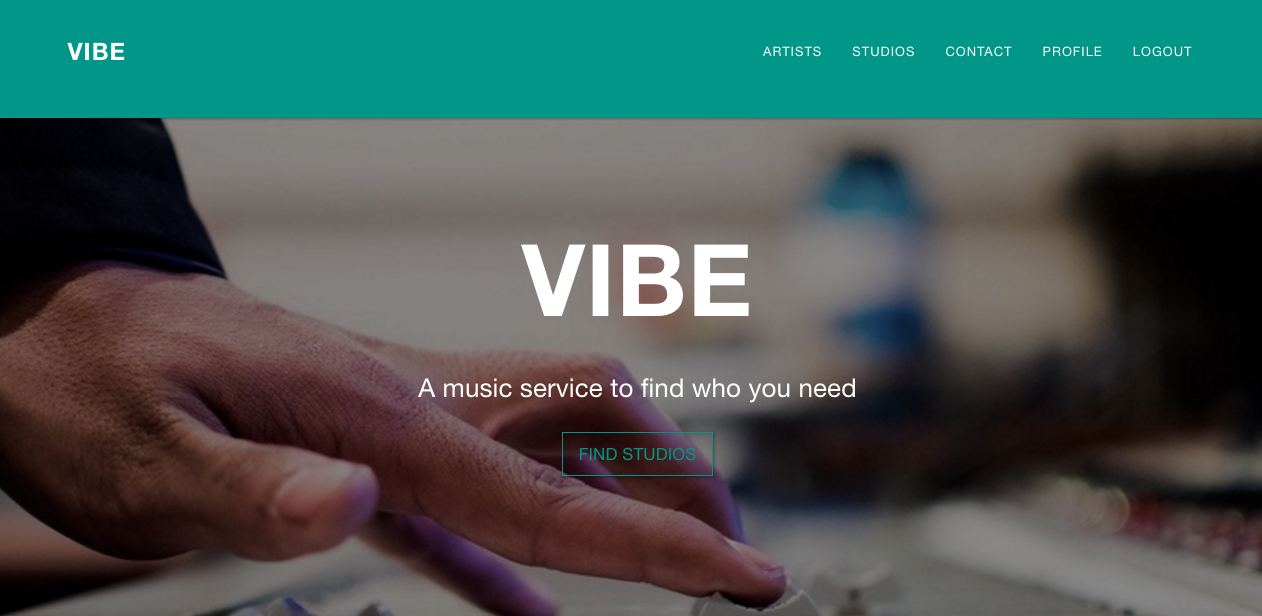 VIBE
ARTISTS STUDIOS CONTACT PROFILE LOGOUT
VIBE
A music service to find who you need
FIND STUDIOS